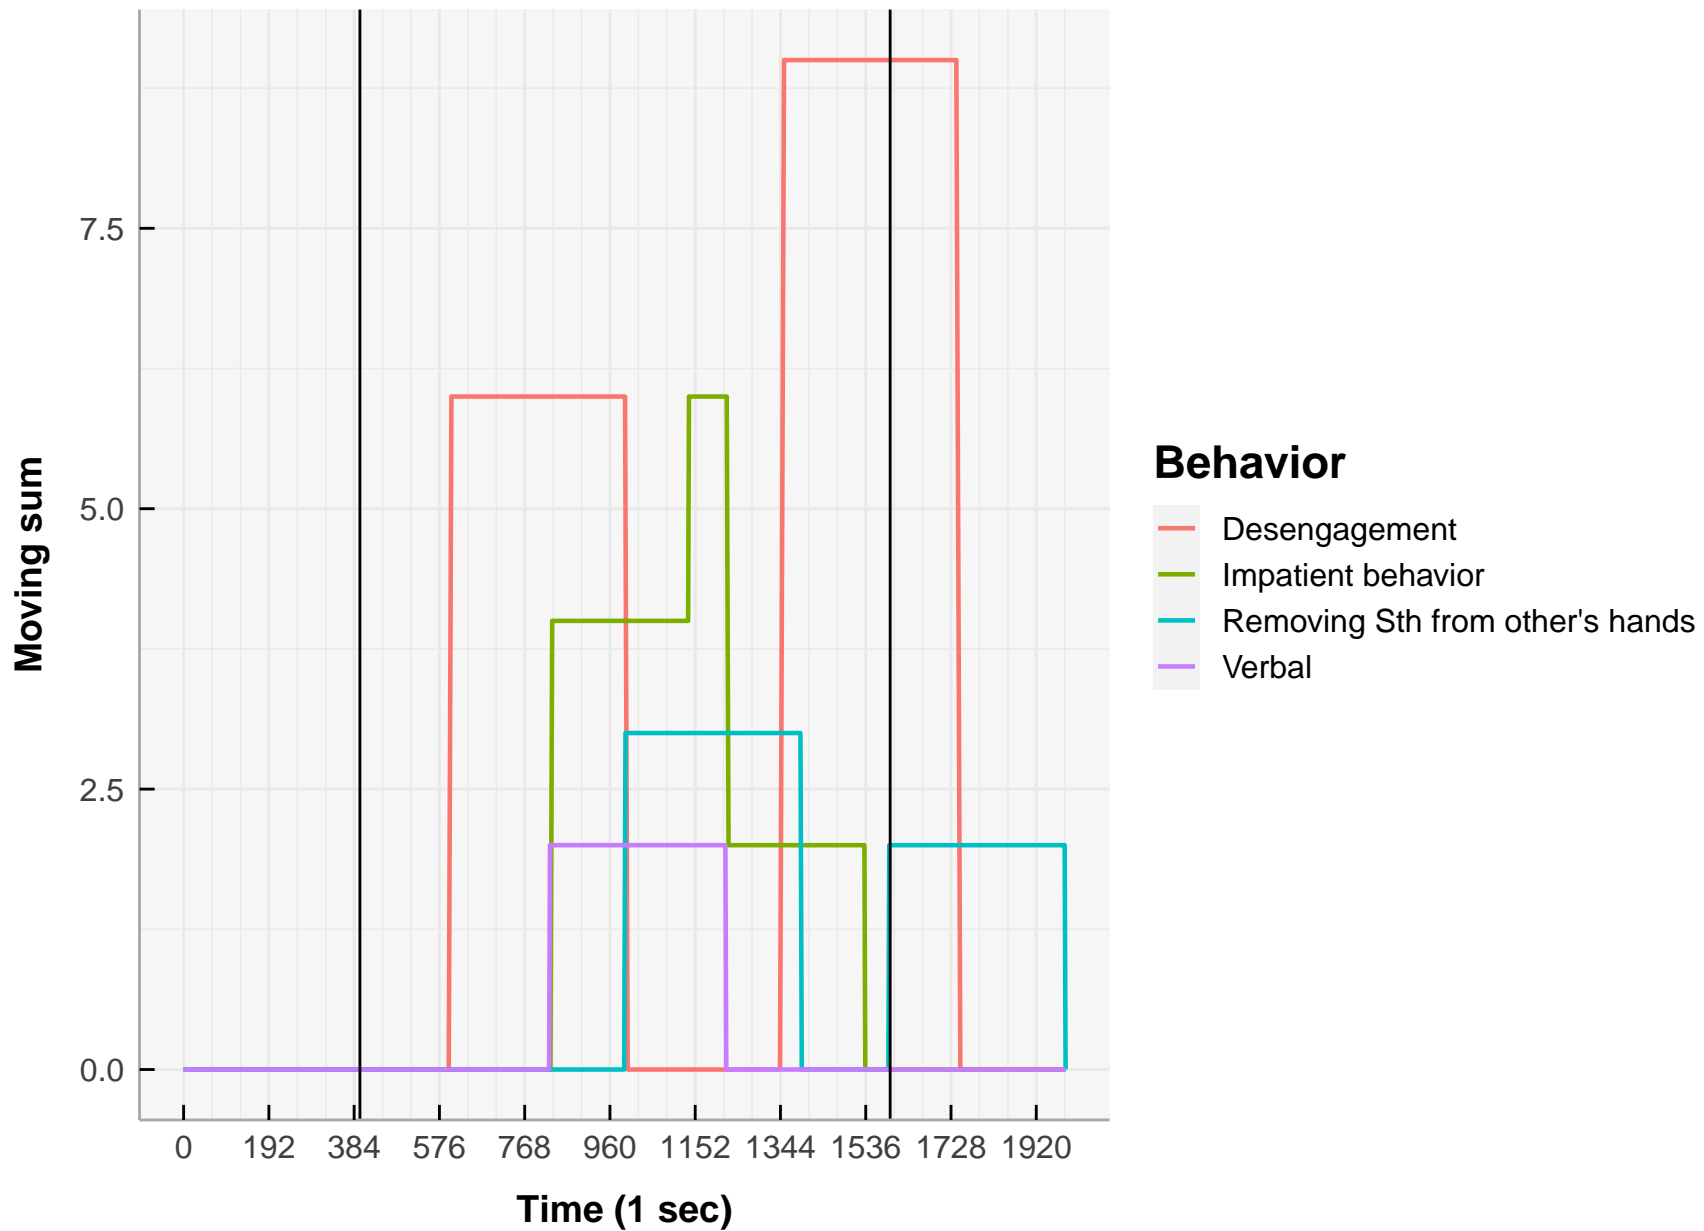 Moving sum
7.5
5.0
2.5
0.0
0 192 384 576 768 960 1152 1344 1536 1728 1920
Time (1 sec)
Behavior
Desengagement
Impatient behavior
Removing Sth from other's hands
Verbal